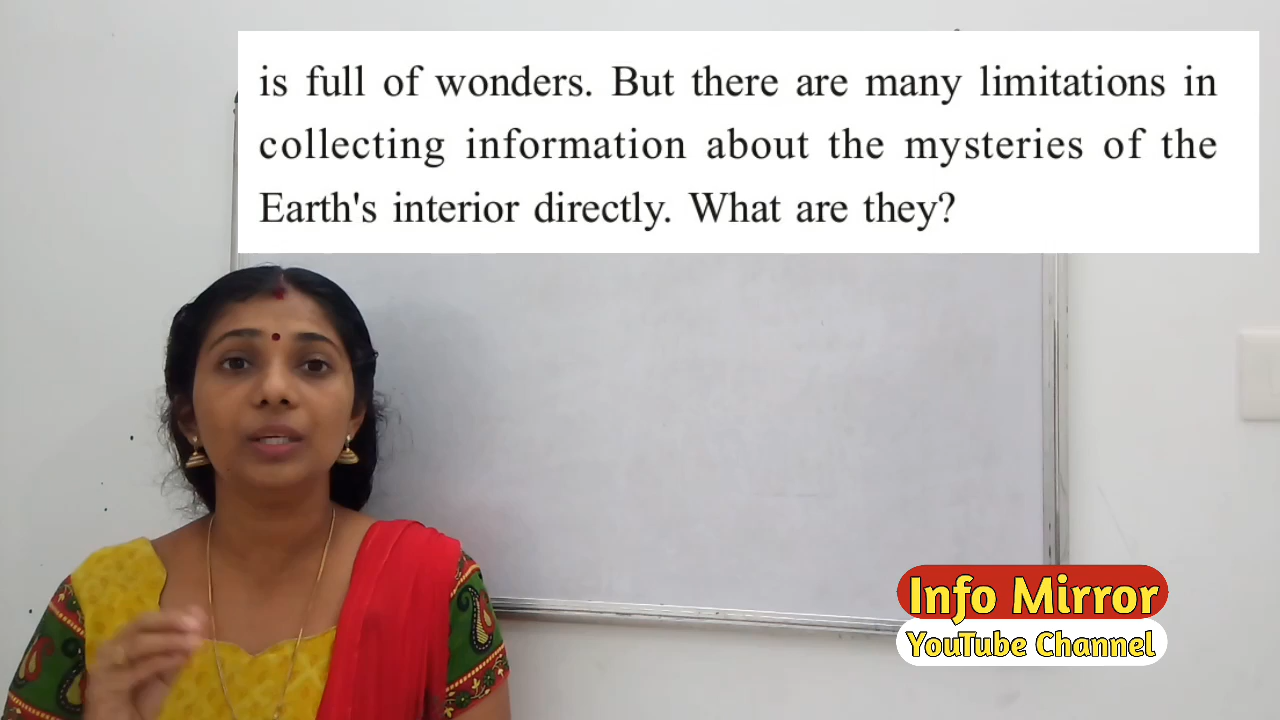 is full of wonders. But there are many limitations in
collecting information about the mysteries of the
Earth's interior directly. What are they?
Info Mirror
YouTube Channel